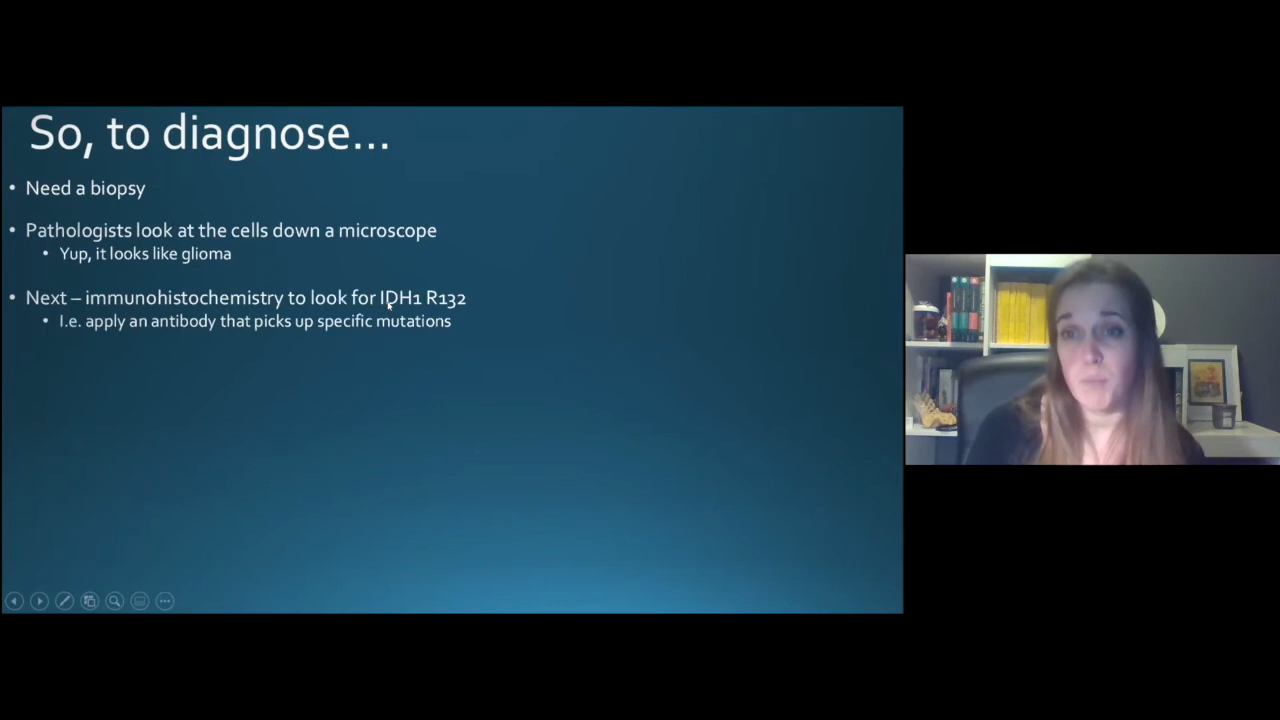 So, to diagnose...
• Need a biopsy
• Pathologists look at the cells down a microscope
• Yup, it looks like glioma
• Next – immunohistochemistry to look for IDH1 R132
• I.e. apply an antibody that picks up specific mutations